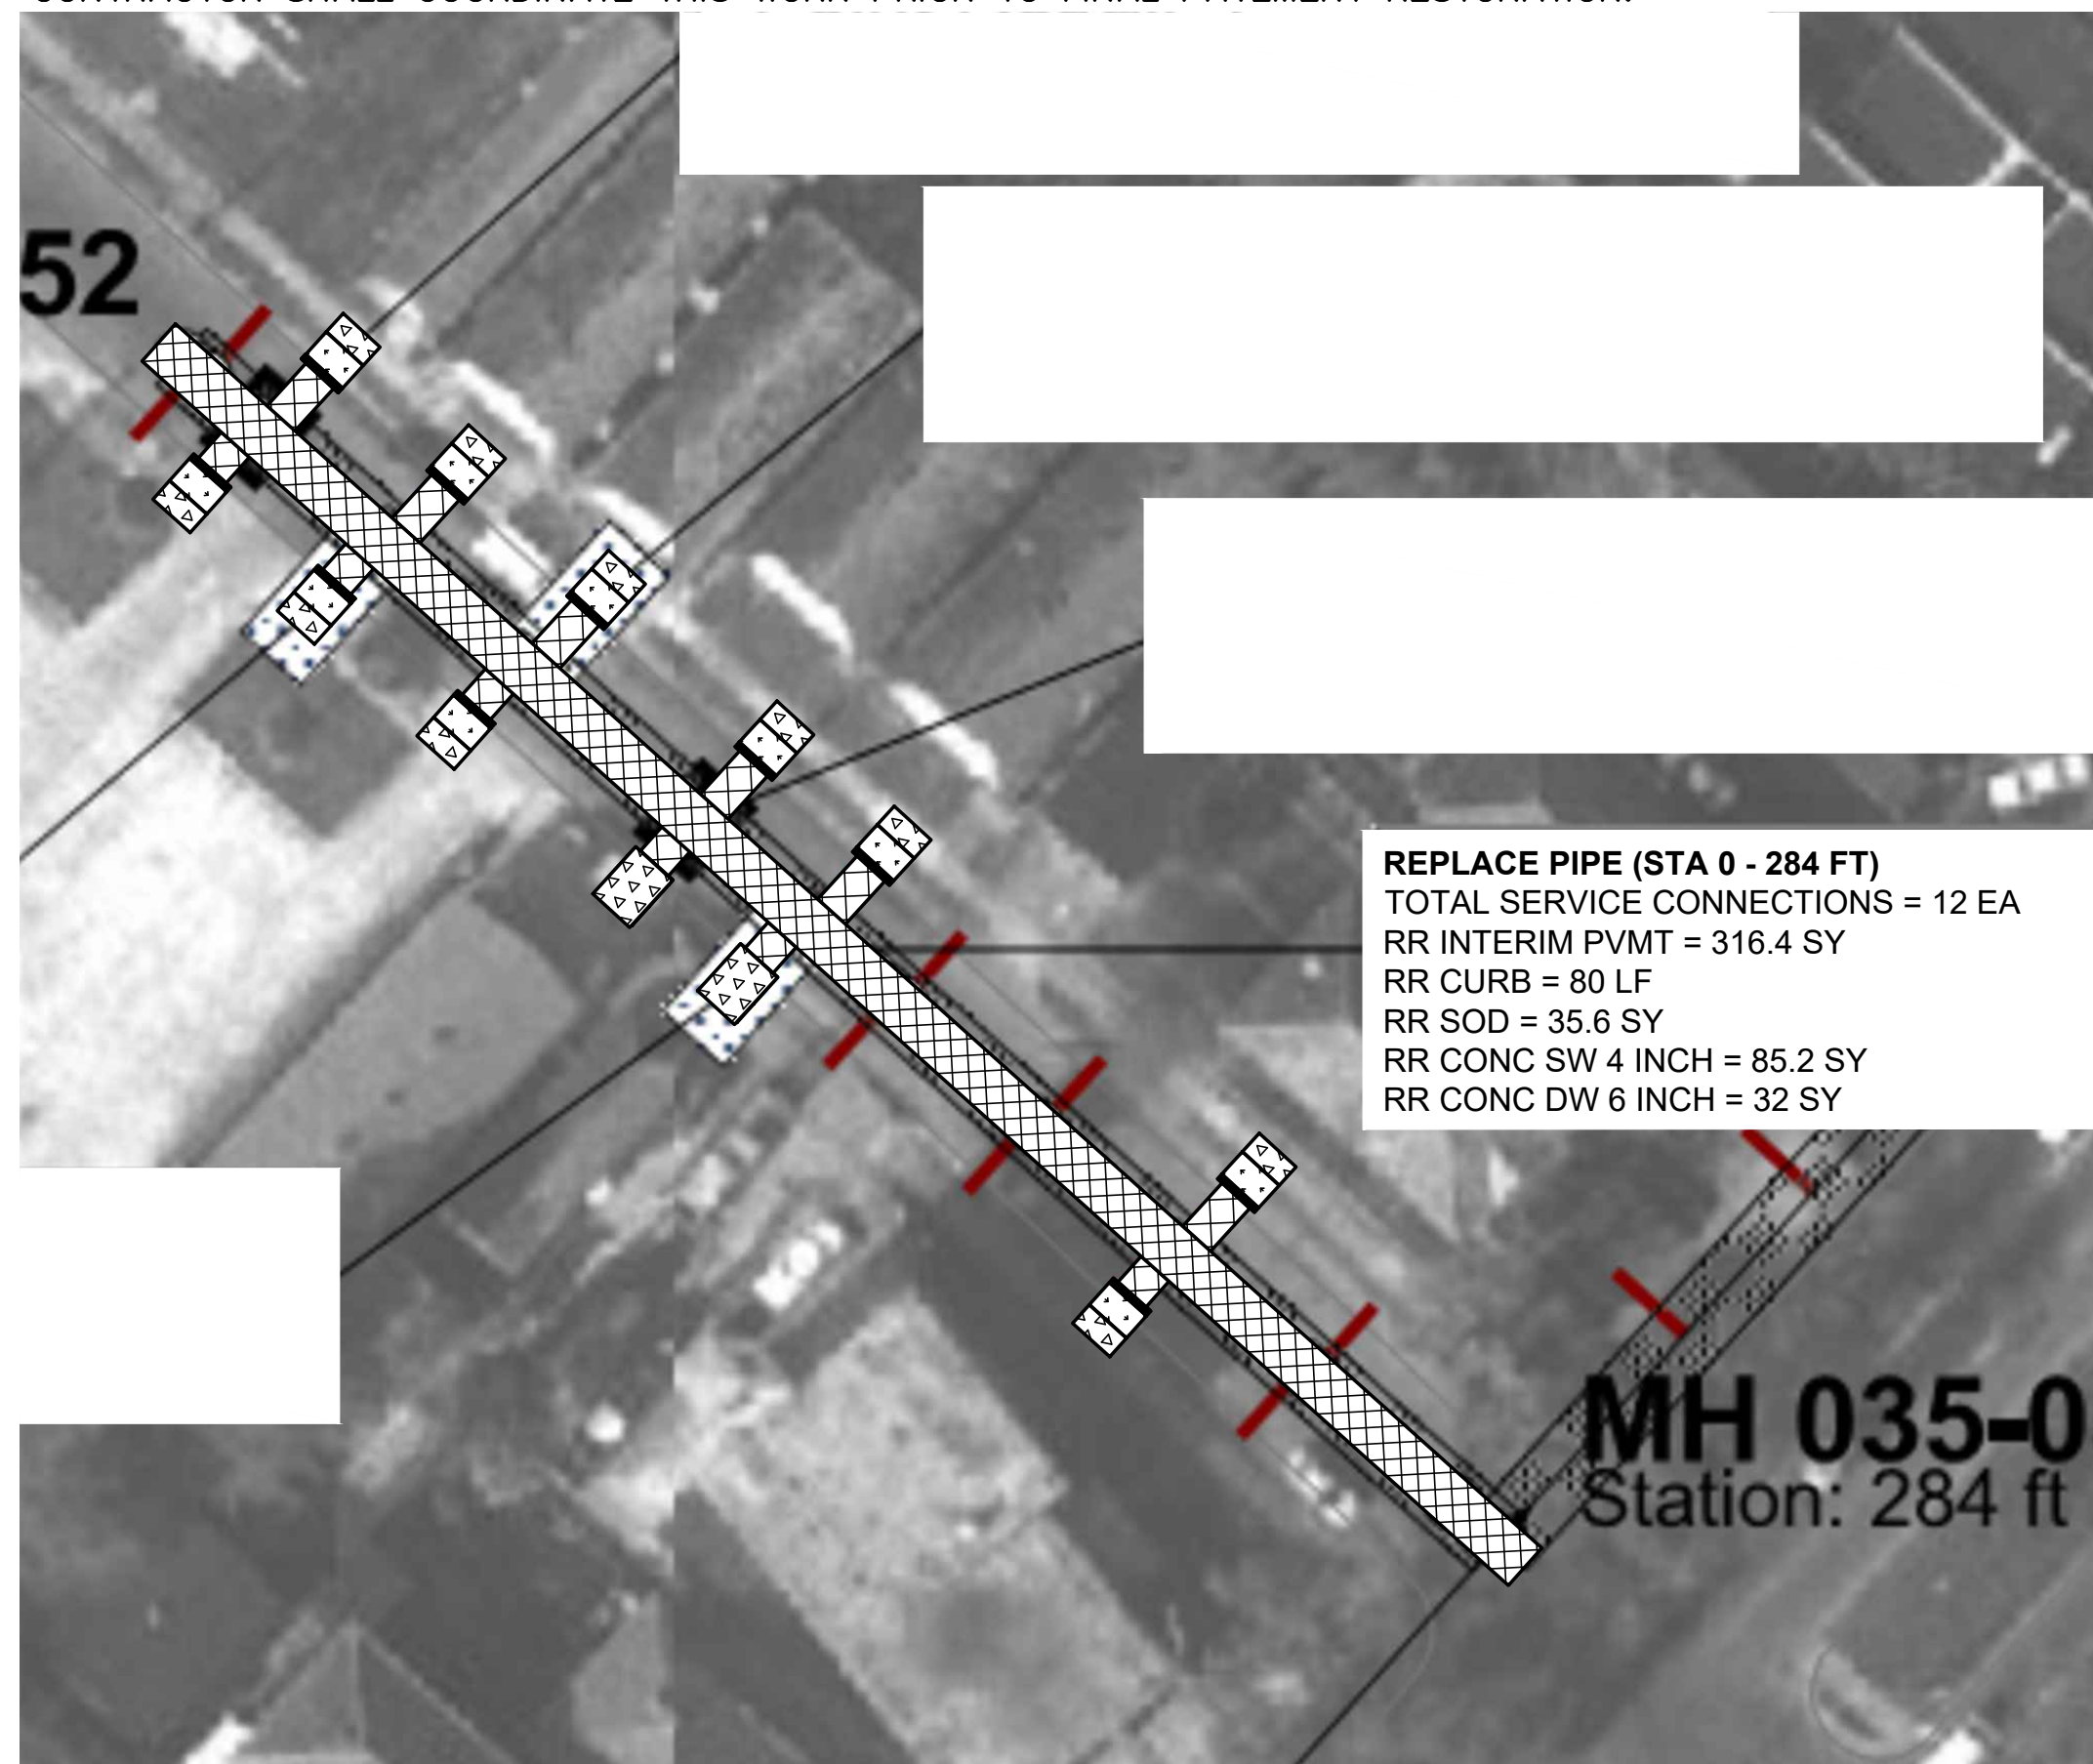 52
REPLACE PIPE (STA 0 - 284 FT)
TOTAL SERVICE CONNECTIONS = 12 EA
RR INTERIM PVMT = 316.4 SY
RR CURB = 80 LF
RR SOD = 35.6 SY
RR CONC SW 4 INCH = 85.2 SY
RR CONC DW 6 INCH = 32 SY
MH 035-0
Station: 284 ft